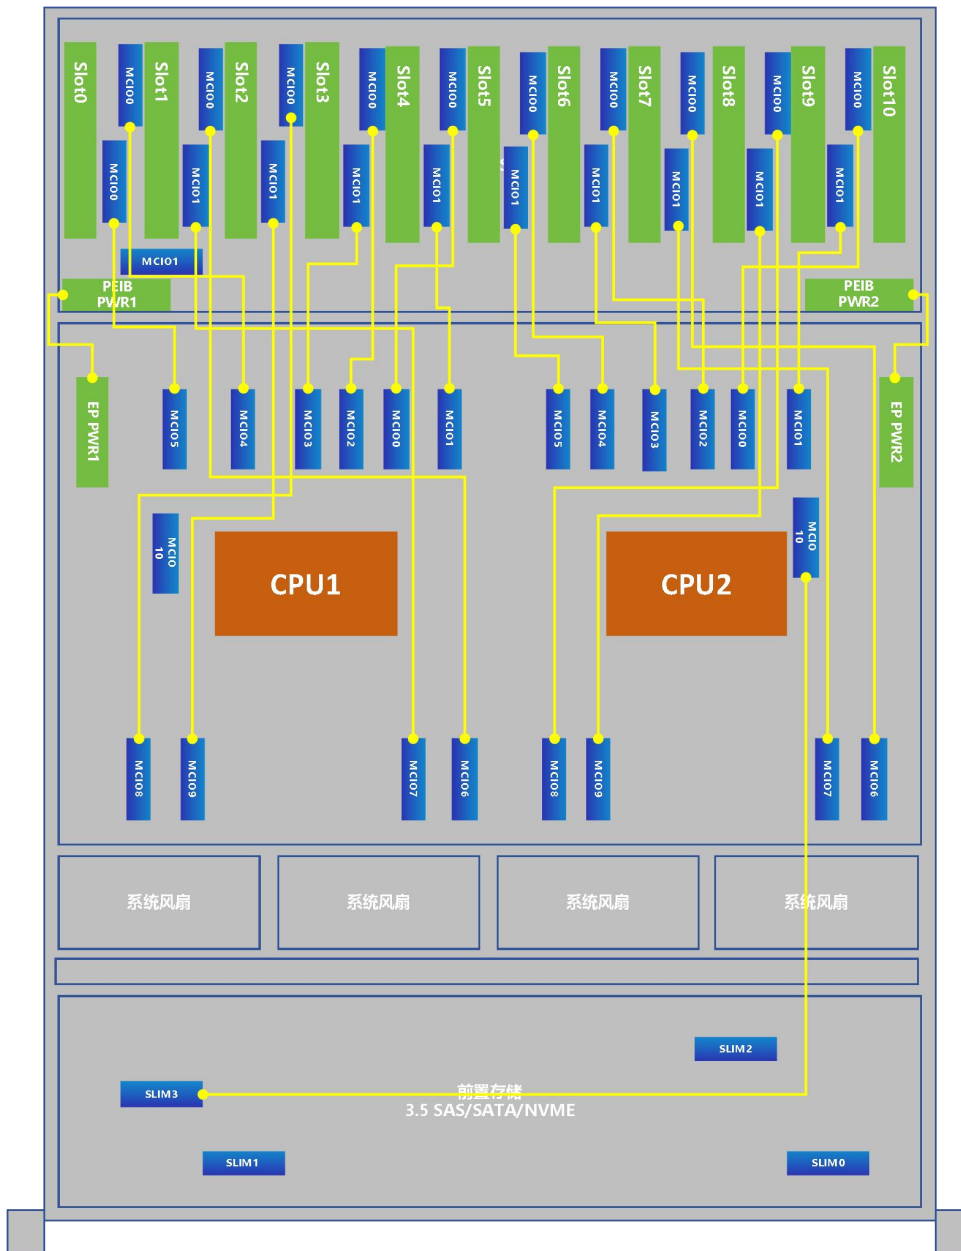 Slot0
MCIO0
Slot1
MCIO0
Slot2
MCIO0
Slot3
MCIO0
Slot4
MCIO0
Slot5
MCIO0
Slot6
MCIO0
Slot7
MCIO0
Slot8
MCIO0
Slot9
MCIO0
Slot10
MCIO0
MCIO1
MCIO1
MCIO1
MCIO1
MCIO1
MCIO1
MCIO1
MCIO1
MCIO1
MCIO1
PEIB
PWR1
PEIB
PWR2
EP PWR1
MCIO5
MCIO4
MCIO3
MCIO2
MCIO0
MCIO1
MCIO5
MCIO4
MCIO3
MCIO2
MCIO0
MCIO1
EP PWR2
MCIO
10
CPU1
CPU2
MCIO
10
MCIO8
MCIO9
MCIO7
MCIO6
MCIO8
MCIO9
MCIO7
MCIO6
系统风扇
系统风扇
系统风扇
系统风扇
SLIM2
SLIM3
前置存储
3.5 SAS/SATA/NVME
SLIM1
SLIM0